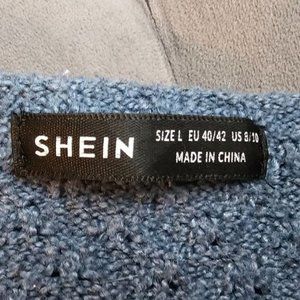 SHEIN
SIZE L EU 40/42 US 8/10
MADE IN CHINA